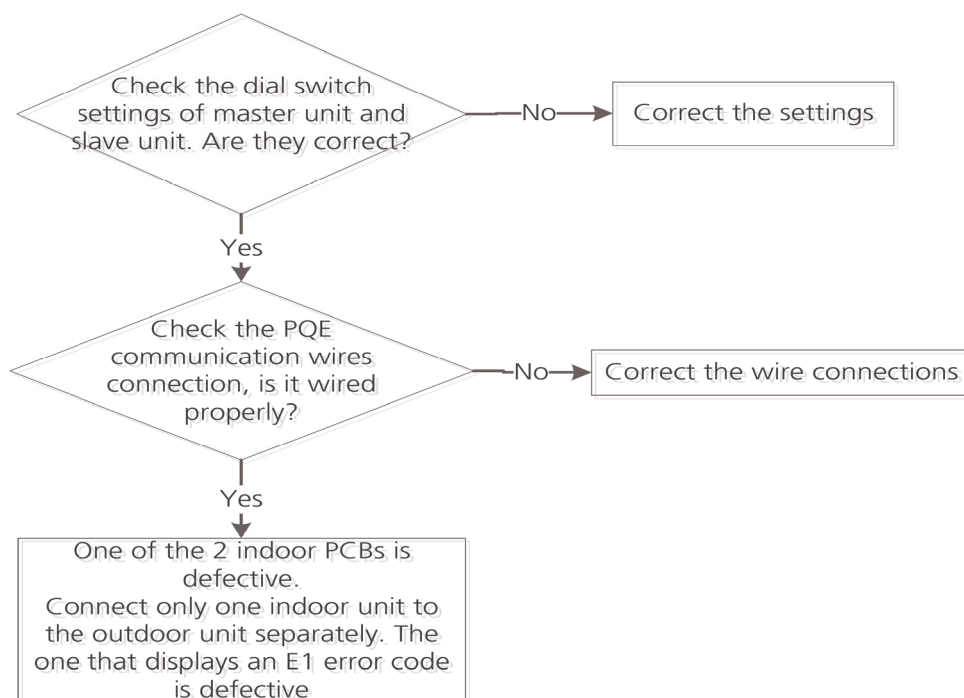 Check the dial switch
settings of master unit and
slave unit. Are they correct?
No
Correct the settings
Yes
Check the PQE
communication wires
connection, is it wired
properly?
No
Correct the wire connections
Yes
One of the 2 indoor PCBs is
defective.
Connect only one indoor unit to
the outdoor unit separately. The
one that displays an E1 error code
is defective